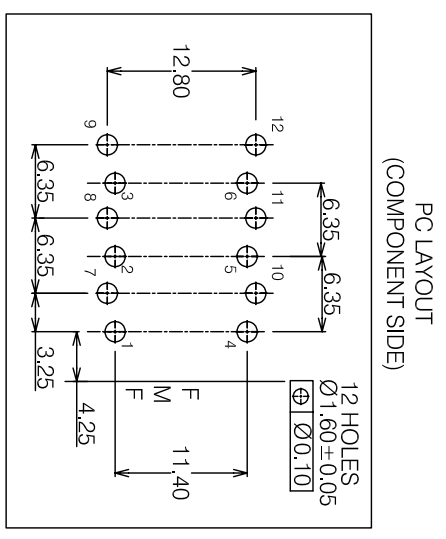 PC LAYOUT
(COMPONENT SIDE)
12 HOLES
Ø1.60±0.05
⌖ Ø0.10
6.35
6.35
12
6
11
5
10
4
12.80
11.40
9
3
8
2
7
1
F
M
F
6.35
6.35
3.25
4.25